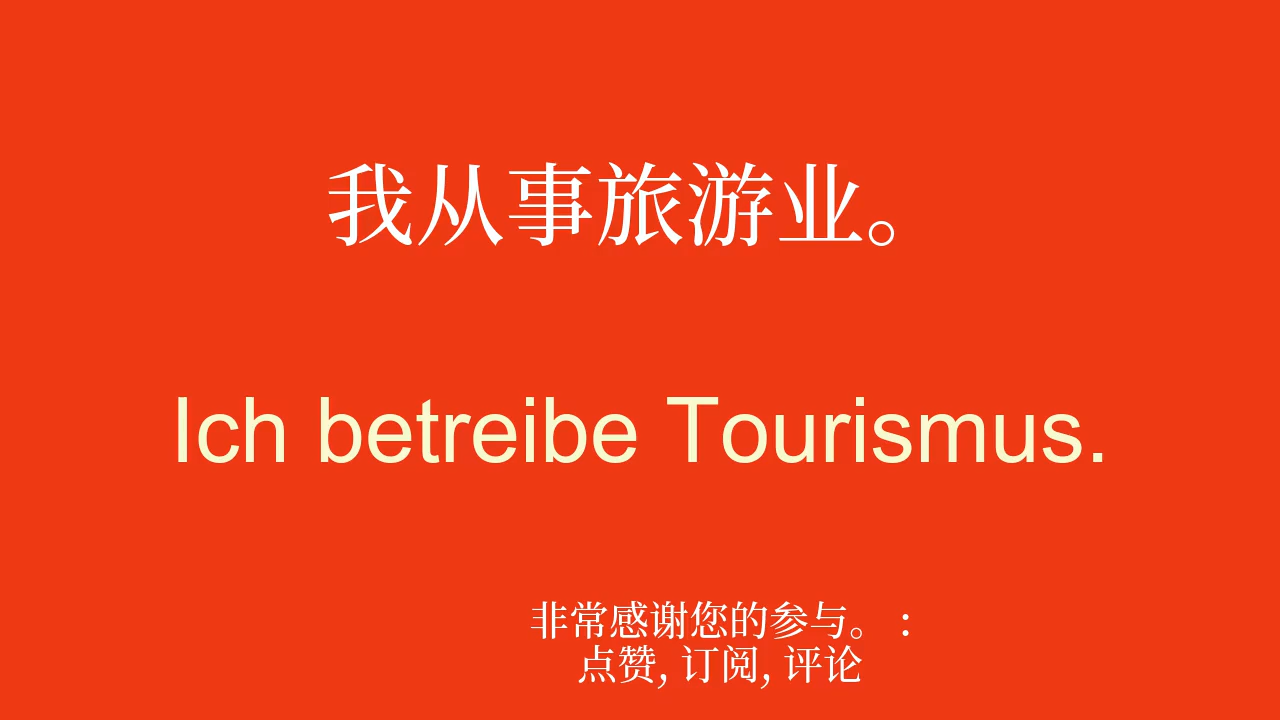 我从事旅游业。
Ich betreibe Tourismus.
非常感谢您的参与。 :
点赞, 订阅, 评论